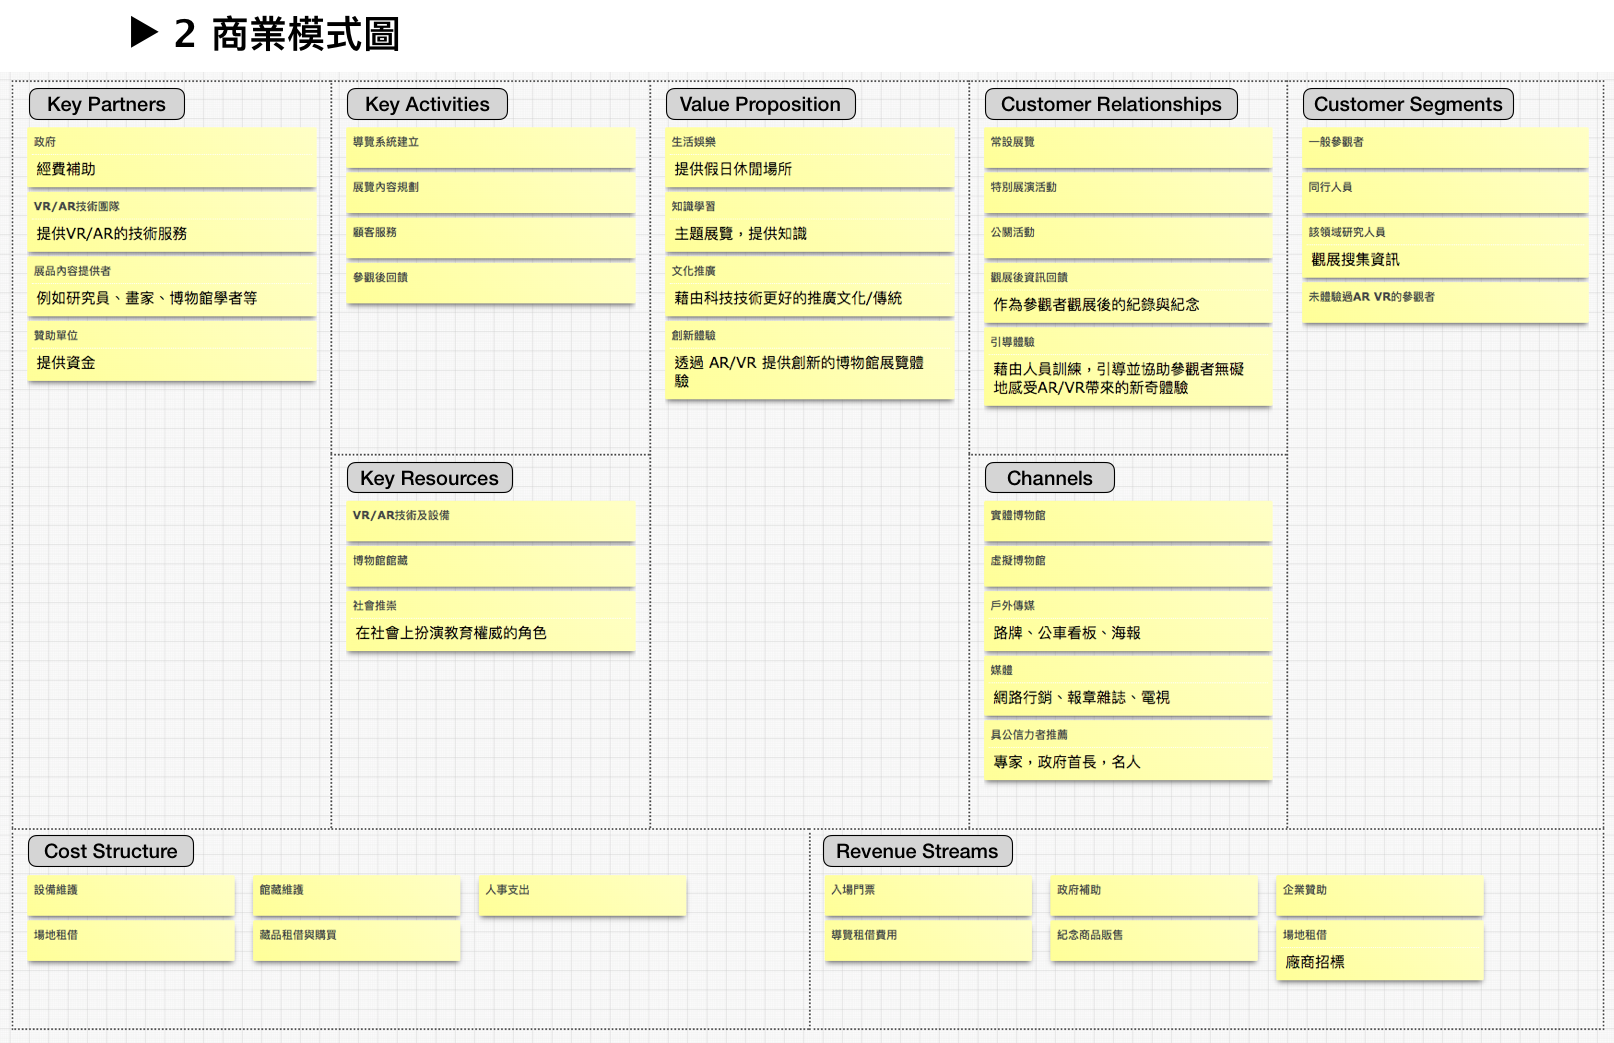 ▶ 2 商業模式圖
Key Partners
政府
經費補助
VR/AR技術團隊
提供VR/AR的技術服務
展品內容提供者
例如研究員、畫家、博物館學者等
贊助單位
提供資金
Key Activities
導覽系統建立
展覽內容規劃
顧客服務
參觀後回饋
Key Resources
VR/AR技術及設備
博物館館藏
社會推崇
在社會上扮演教育權威的角色
Value Proposition
生活娛樂
提供假日休閒場所
知識學習
主題展覽，提供知識
文化推廣
藉由科技技術更好的推廣文化/傳統
創新體驗
透過 AR/VR 提供創新的博物館展覽體
驗
Customer Relationships
常設展覽
特別展演活動
公關活動
觀展後資訊回饋
作為參觀者觀展後的紀錄與紀念
引導體驗
藉由人員訓練，引導並協助參觀者無礙
地感受AR/VR帶來的新奇體驗
Channels
實體博物館
虛擬博物館
戶外傳媒
路牌、公車看板、海報
媒體
網路行銷、報章雜誌、電視
具公信力者推薦
專家，政府首長，名人
Customer Segments
一般參觀者
同行人員
該領域研究人員
觀展搜集資訊
未體驗過AR VR的參觀者
Cost Structure
設備維護
館藏維護
人事支出
場地租借
藏品租借與購買
Revenue Streams
入場門票
政府補助
企業贊助
導覽租借費用
紀念商品販售
場地租借
廠商招標